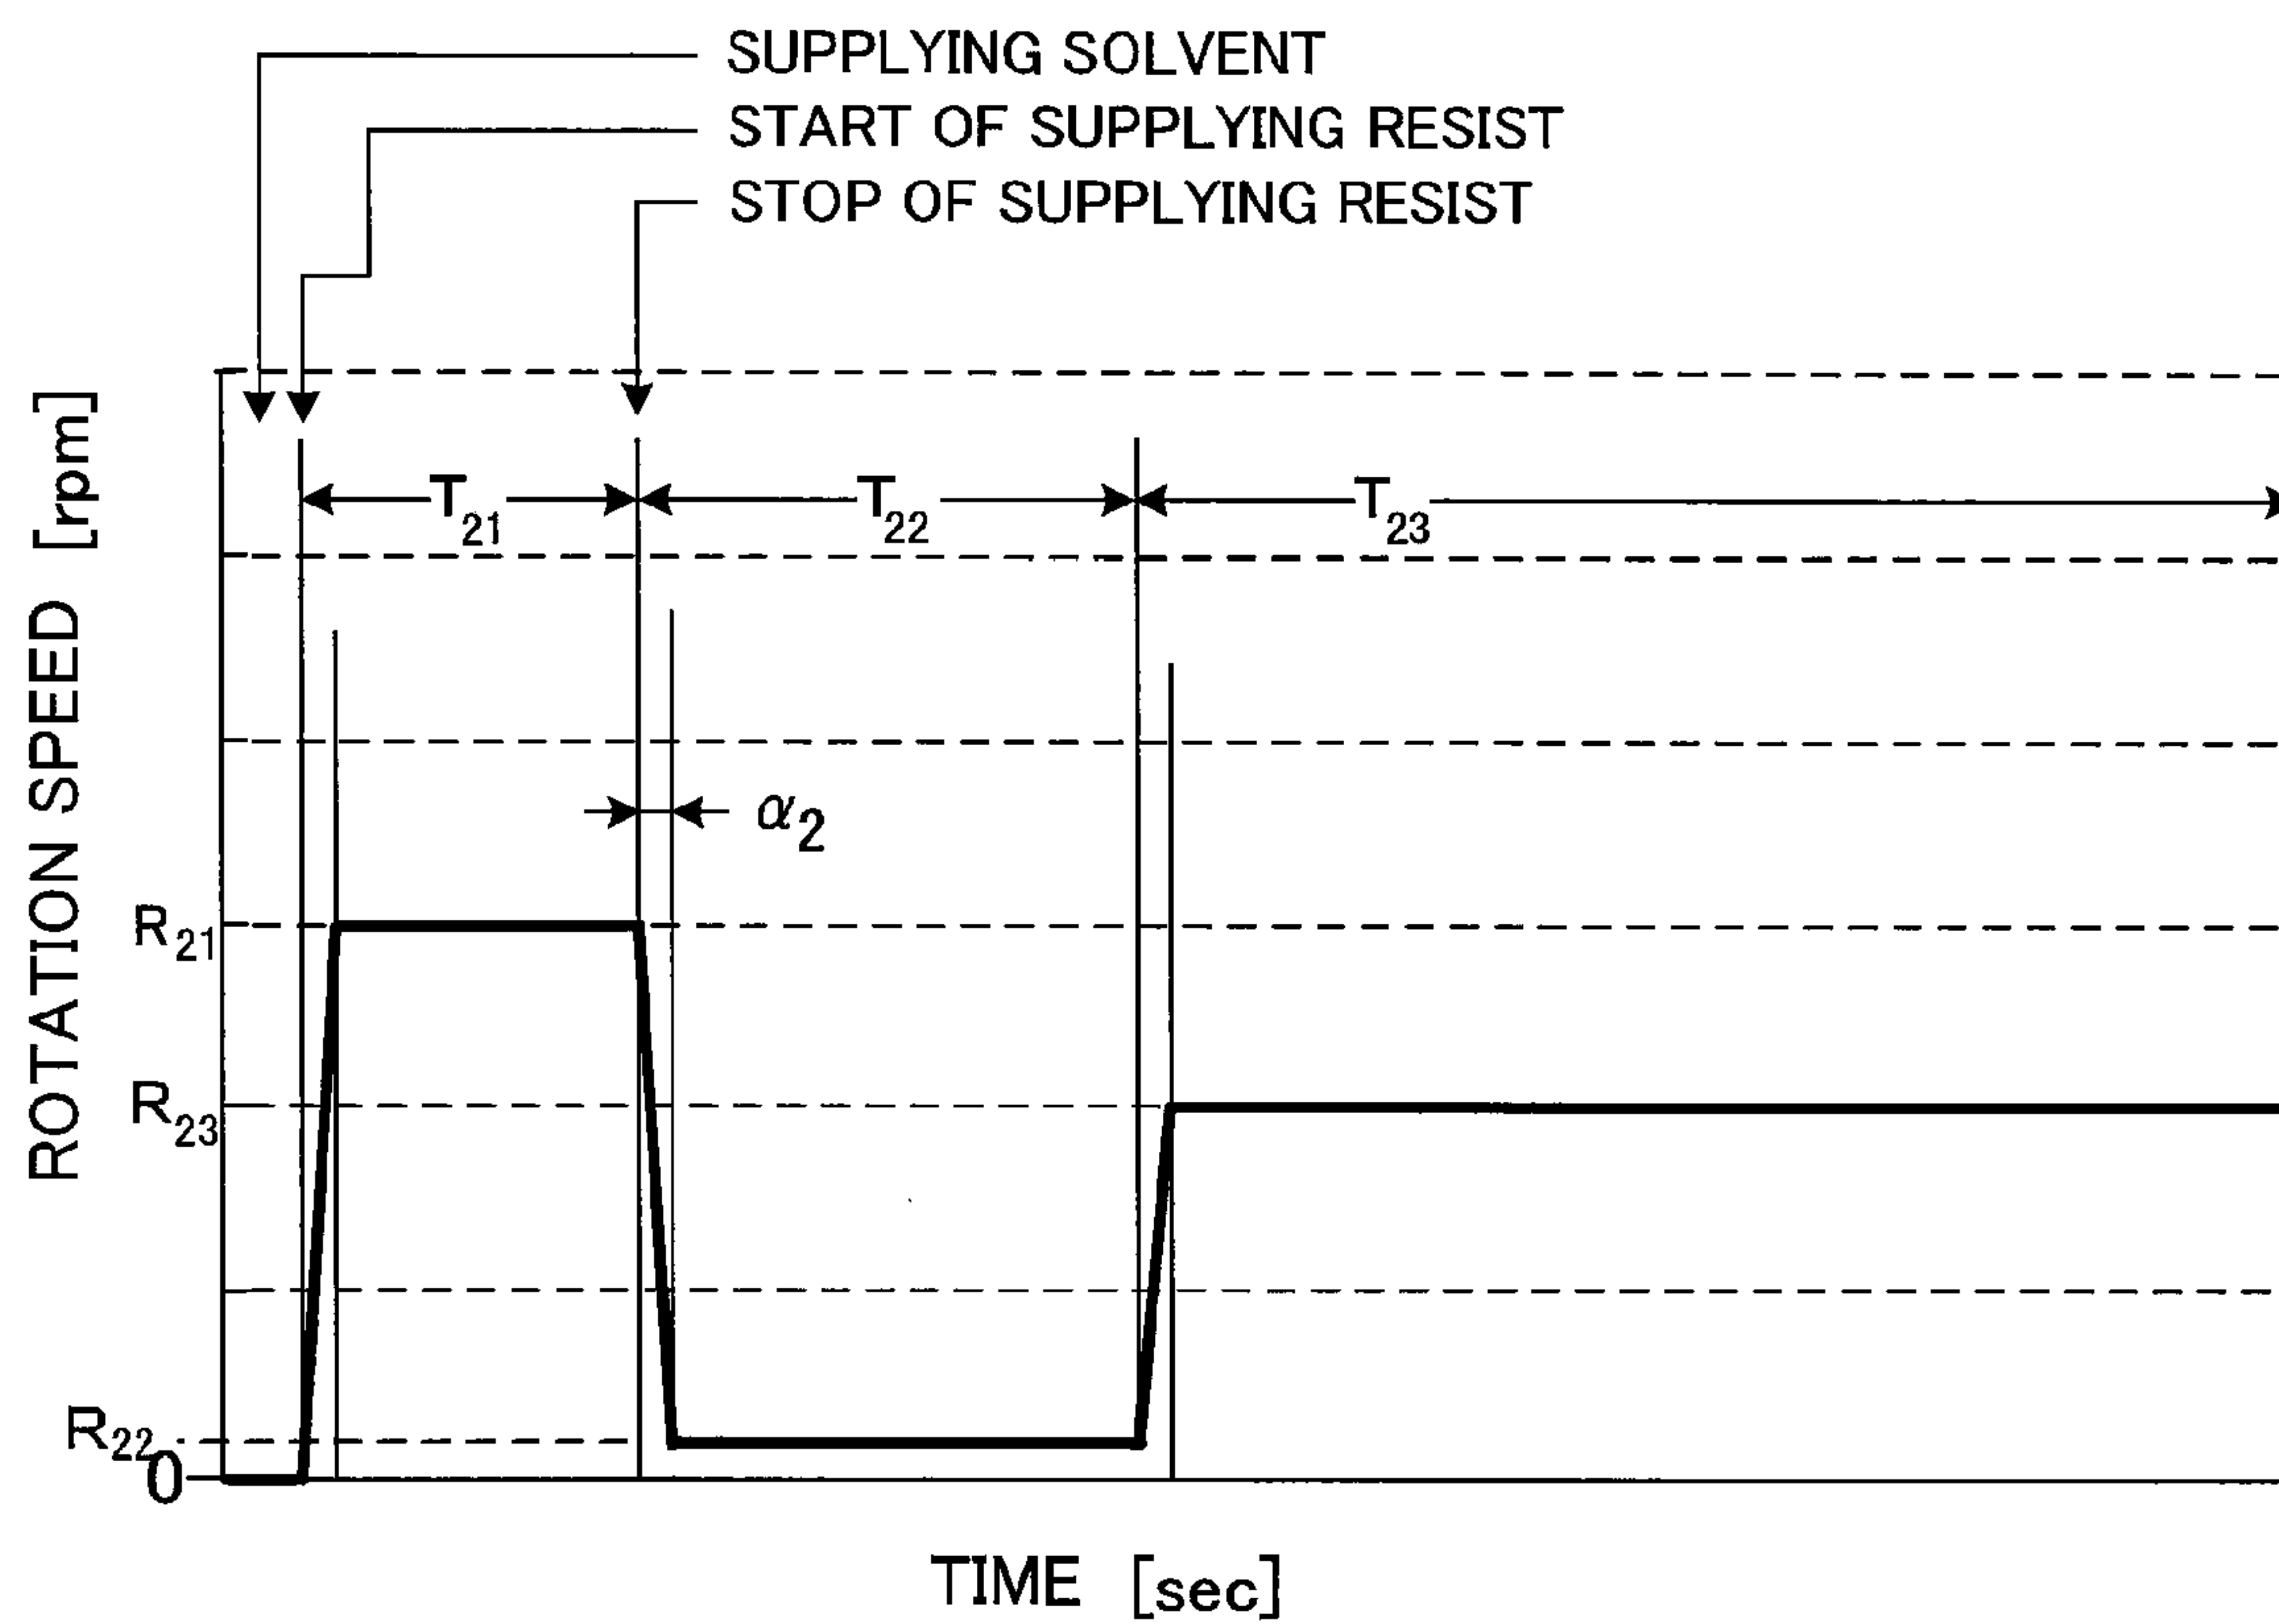 SUPPLYING SOLVENT
START OF SUPPLYING RESIST
STOP OF SUPPLYING RESIST
ROTATION SPEED [rpm]
T21
T22
T23
α2
R21
R23
R22
0
TIME [sec]